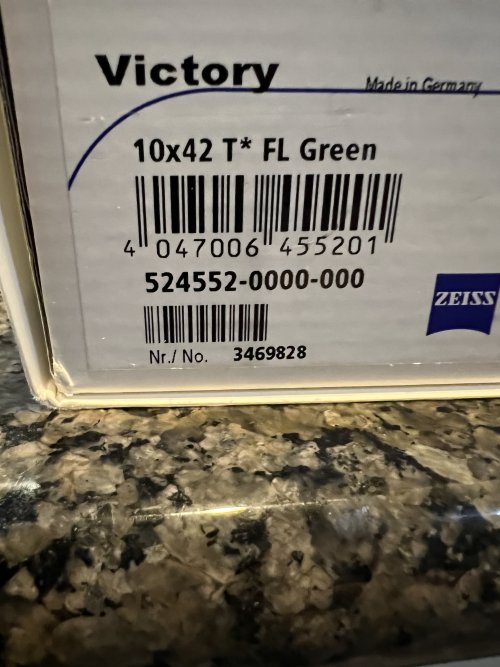 Victory
Made in Germany
10x42 T* FL Green
4 047006 455201
524552-0000-000
ZEISS
Nr./ No. 3469828